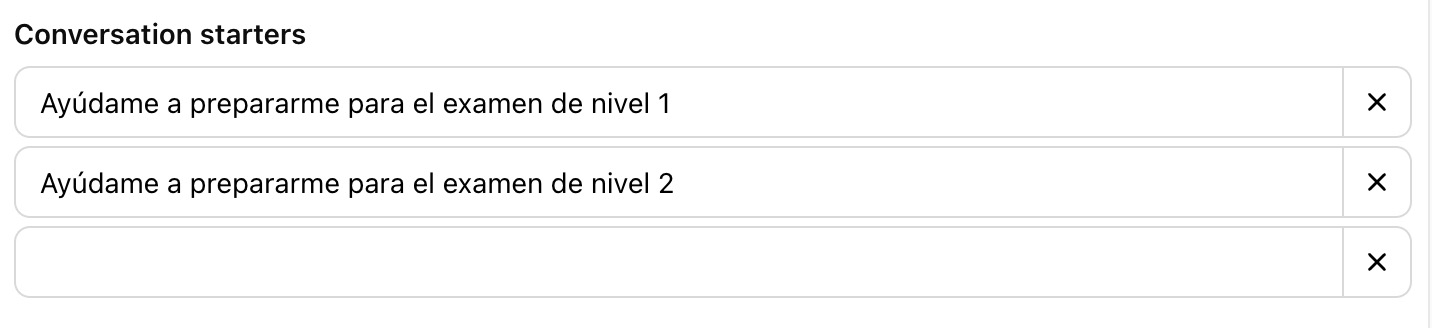 Conversation starters
Ayúdame a prepararme para el examen de nivel 1
Ayúdame a prepararme para el examen de nivel 2